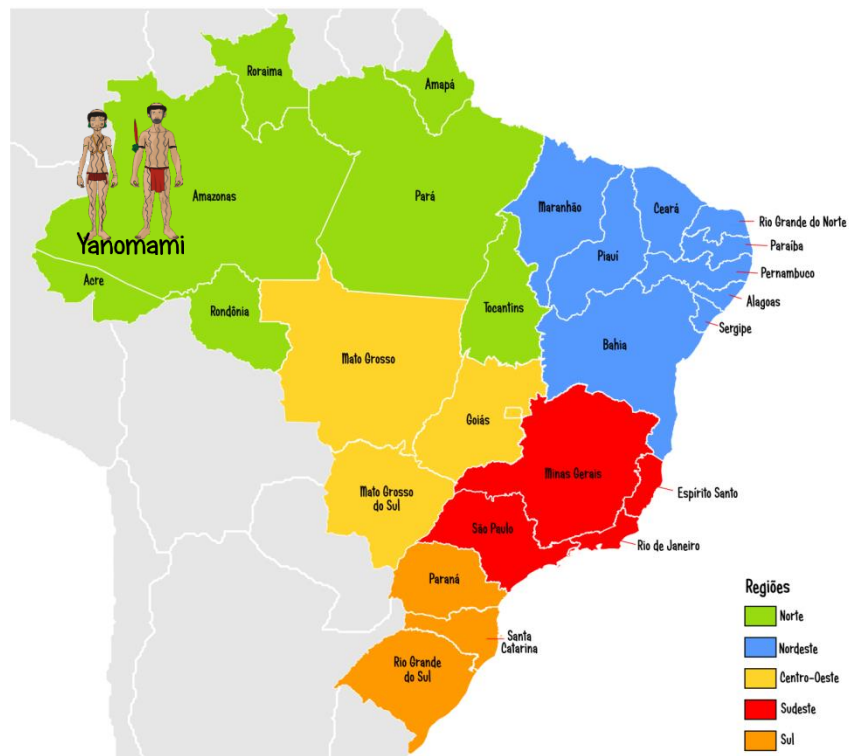 Roraima
Amapá
Amazonas
Pará
Yanomami
Acre
Rondônia
Tocantins
Maranhão
Piauí
Ceará
Rio Grande do Norte
Paraíba
Pernambuco
Alagoas
Sergipe
Bahia
Mato Grosso
Goiás
Mato Grosso
do Sul
Minas Gerais
Espírito Santo
São Paulo
Rio de Janeiro
Paraná
Santa
Catarina
Rio Grande
do Sul
Regiões
Norte
Nordeste
Centro-Oeste
Sudeste
Sul